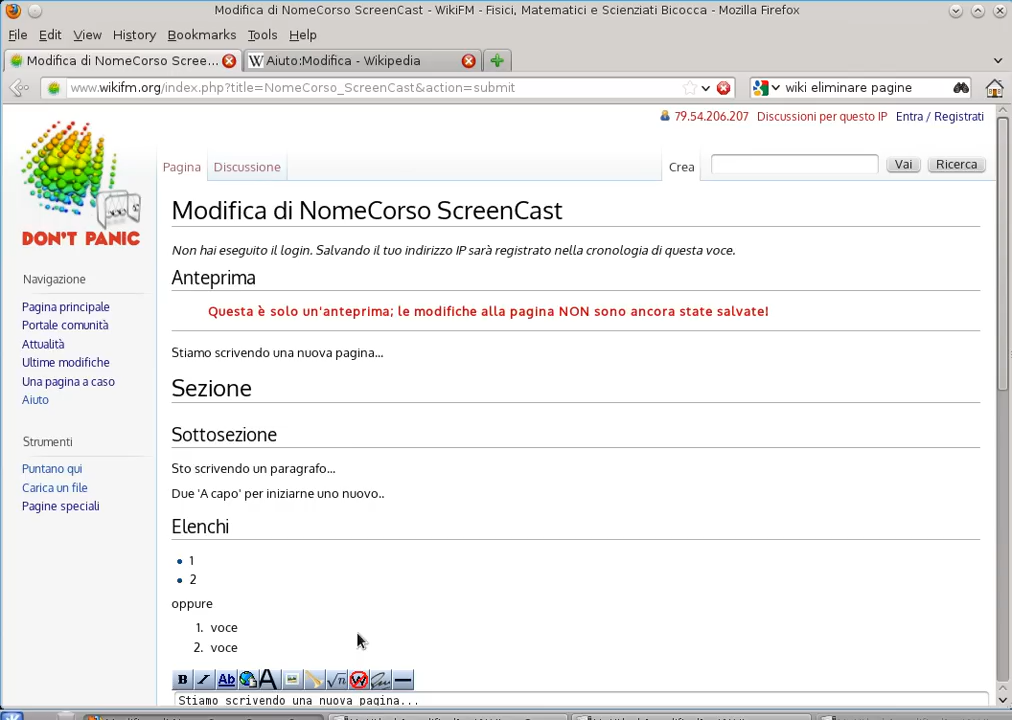 Modifica di NomeCorso ScreenCast - WikiFM - Fisici, Matematici e Scienziati Bicocca - Mozilla Firefox
File Edit View History Bookmarks Tools Help
Modifica di NomeCorso Scree... W Aiuto:Modifica - Wikipedia
www.wikifm.org/index.php?title=NomeCorso_ScreenCast&action=submit wiki eliminare pagine
79.54.206.207 Discussioni per questo IP Entra / Registrati
Pagina Discussione Crea Vai Ricerca
DON'T PANIC
Navigazione
Pagina principale
Portale comunità
Attualità
Ultime modifiche
Una pagina a caso
Aiuto
Strumenti
Puntano qui
Carica un file
Pagine speciali
Modifica di NomeCorso ScreenCast
Non hai eseguito il login. Salvando il tuo indirizzo IP sarà registrato nella cronologia di questa voce.
Anteprima
Questa è solo un'anteprima; le modifiche alla pagina NON sono ancora state salvate!
Stiamo scrivendo una nuova pagina...
Sezione
Sottosezione
Sto scrivendo un paragrafo...
Due 'A capo' per iniziarne uno nuovo..
Elenchi
1
2
oppure
1. voce
2. voce
B I Ab A √n W
Stiamo scrivendo una nuova pagina...